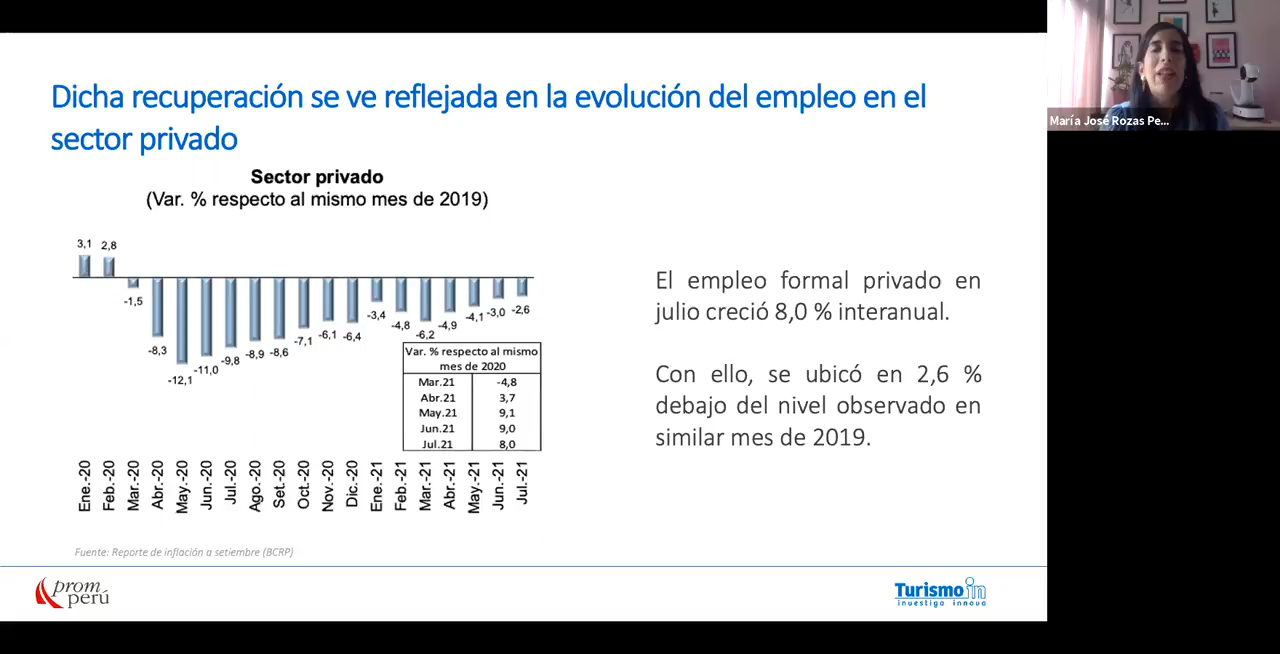 Dicha recuperación se ve reflejada en la evolución del empleo en el
sector privado
Sector privado
(Var. % respecto al mismo mes de 2019)
3,1
2,8
-1,5
-8,3
-12,1
-11,0
-9,8
-8,9
-8,6
-7,1
-6,1
-6,4
-3,4
-4,8
-6,2
-4,9
-4,1
-3,0
-2,6
Var. % respecto al mismo
mes de 2020
Mar.21 -4,8
Abr.21 3,7
May.21 9,1
Jun.21 9,0
Jul.21 8,0
Ene.-20
Feb.-20
Mar.-20
Abr.-20
May.-20
Jun.-20
Jul.-20
Ago.-20
Set.-20
Oct.-20
Nov.-20
Dic.-20
Ene.-21
Feb.-21
Mar.-21
Abr.-21
May.-21
Jun.-21
Jul.-21
El empleo formal privado en
julio creció 8,0 % interanual.
Con ello, se ubicó en 2,6 %
debajo del nivel observado en
similar mes de 2019.
Fuente: Reporte de inflación a setiembre (BCRP)
prom
perú
Turismo in
investiga innova
María José Rozas Pe...